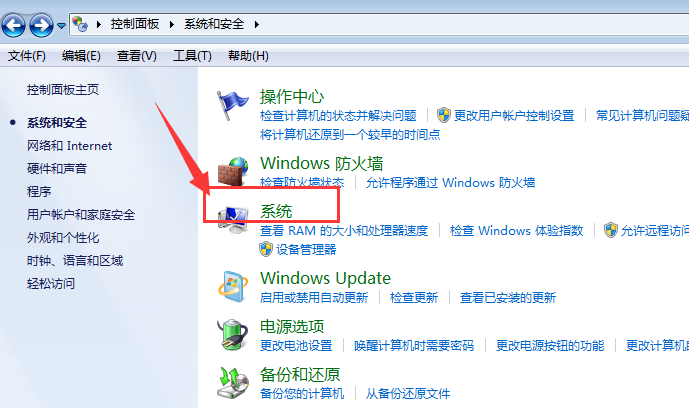 控制面板 系统和安全
文件(F) 编辑(E) 查看(V) 工具(T) 帮助(H)
控制面板主页
系统和安全
网络和 Internet
硬件和声音
程序
用户帐户和家庭安全
外观和个性化
时钟、语言和区域
轻松访问
操作中心
检查计算机的状态并解决问题 更改用户帐户控制设置 常见计算机问题疑
将计算机还原到一个较早的时间点
Windows 防火墙
检查防火墙状态 允许程序通过 Windows 防火墙
系统
查看 RAM 的大小和处理器速度 检查 Windows 体验指数 允许远程访问
设备管理器
Windows Update
启用或禁用自动更新 检查更新 查看已安装的更新
电源选项
更改电池设置 唤醒计算机时需要密码 更改电源按钮的功能 更改计算机
备份和还原
备份您的计算机 从备份还原文件